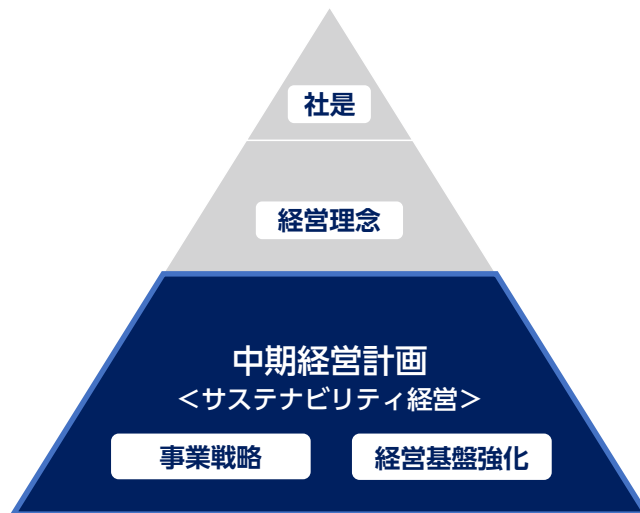 社是
経営理念
中期経営計画
＜サステナビリティ経営＞
事業戦略
経営基盤強化